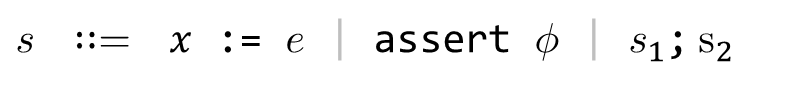 s ::= x := e | assert ϕ | s₁; s₂